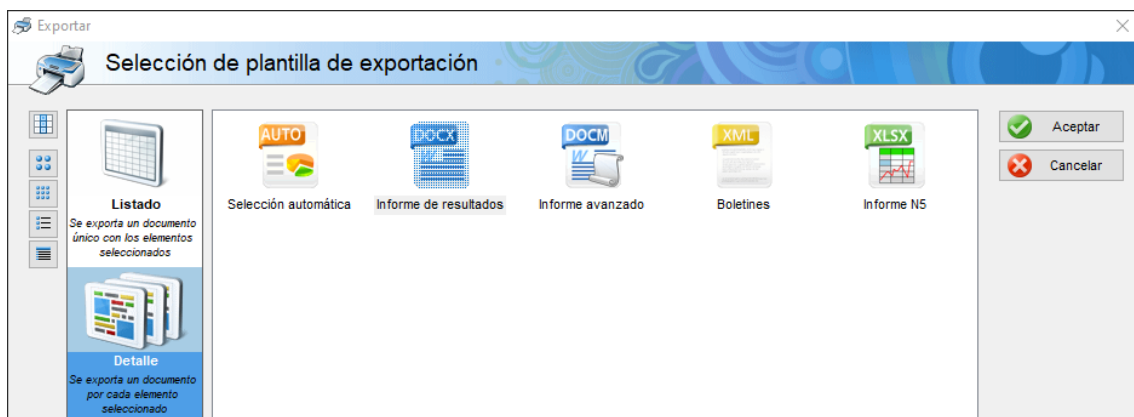 Exportar
Selección de plantilla de exportación
Listado
Se exporta un documento
único con los elementos
seleccionados
Detalle
Se exporta un documento
por cada elemento
seleccionado
AUTO
DOCX
W
DOCM
W
XML
XLSX
Selección automática
Informe de resultados
Informe avanzado
Boletines
Informe N5
Aceptar
Cancelar